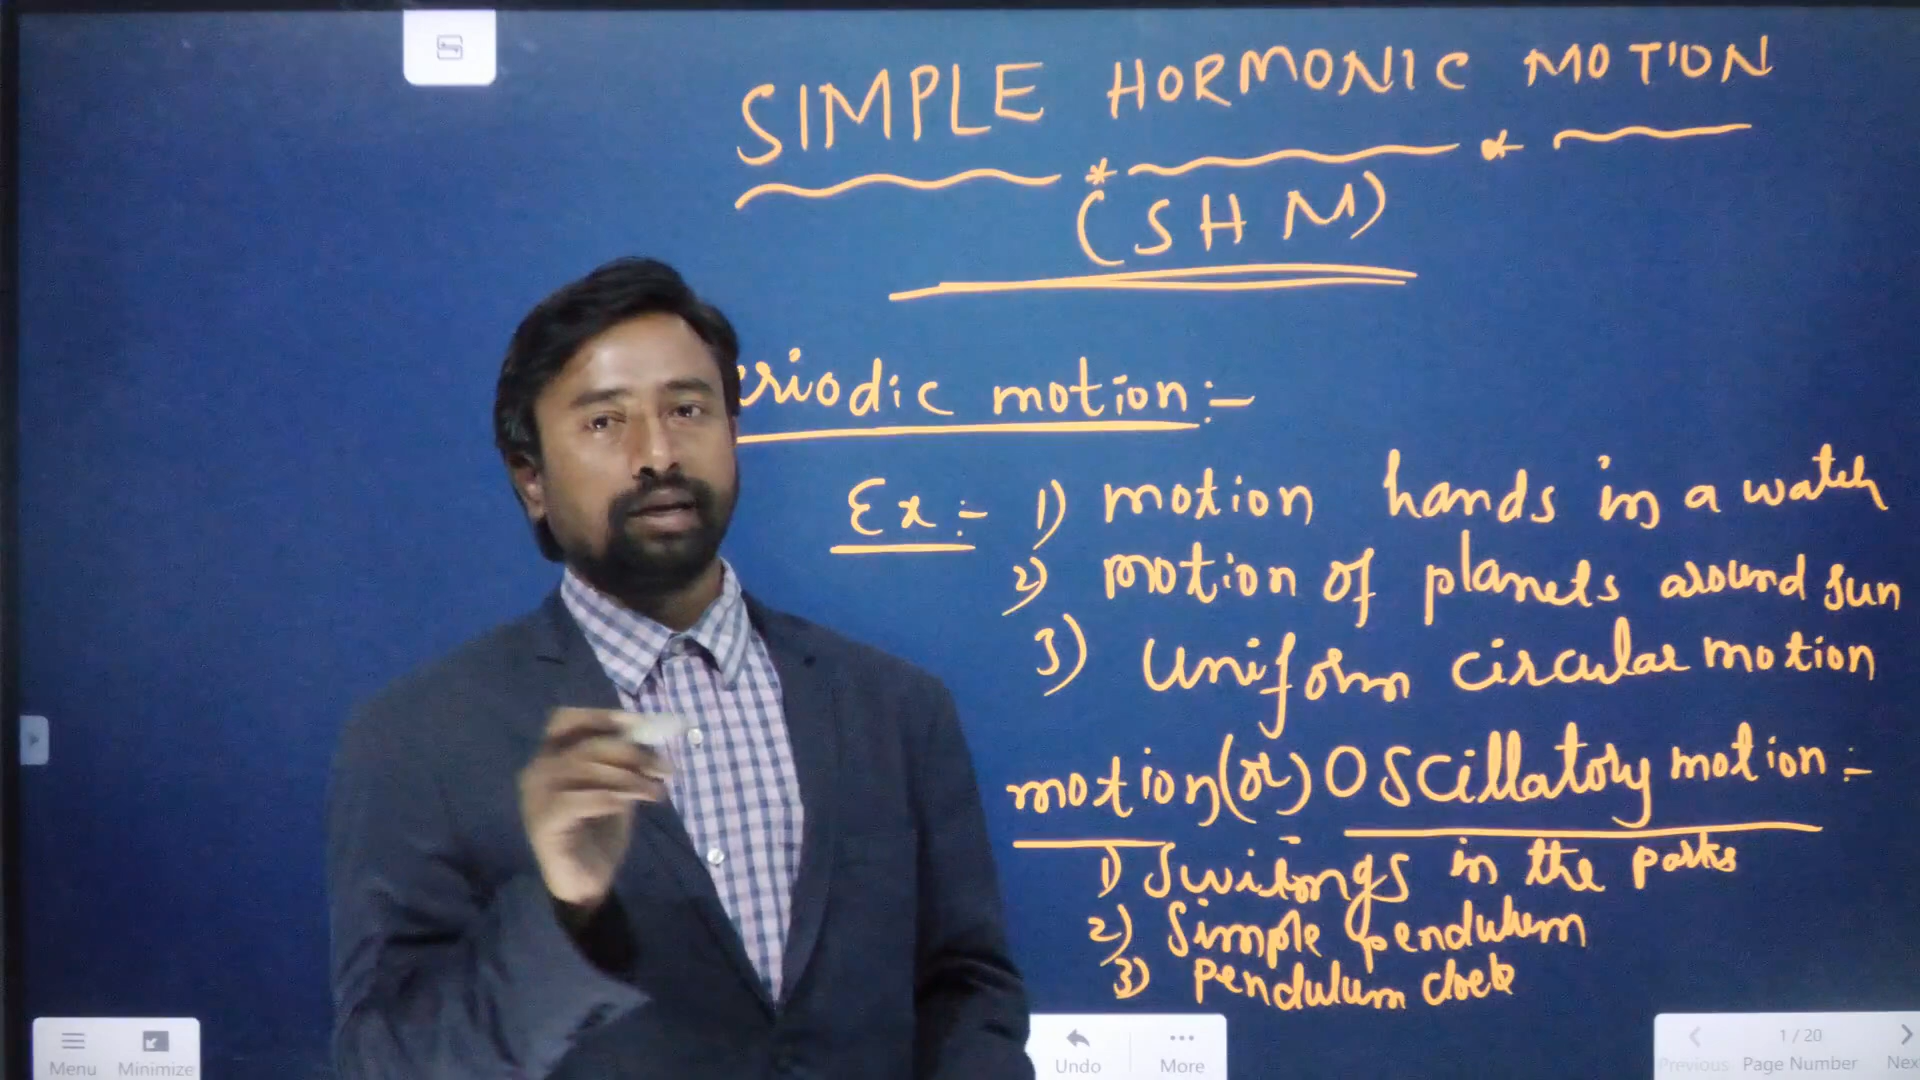 SIMPLE HORMONIC MOTION
(SHM)
eriodic motion:-
Ex:- 1) motion hands in a watch
2) motion of planets around sun
3) Uniform circular motion
motion (or) OScillatory motion:-
1) in the parks
2) Simple pendulum
3) Pendulum clock
Menu Minimize
Undo More
1 / 20
Previous Page Number Nex